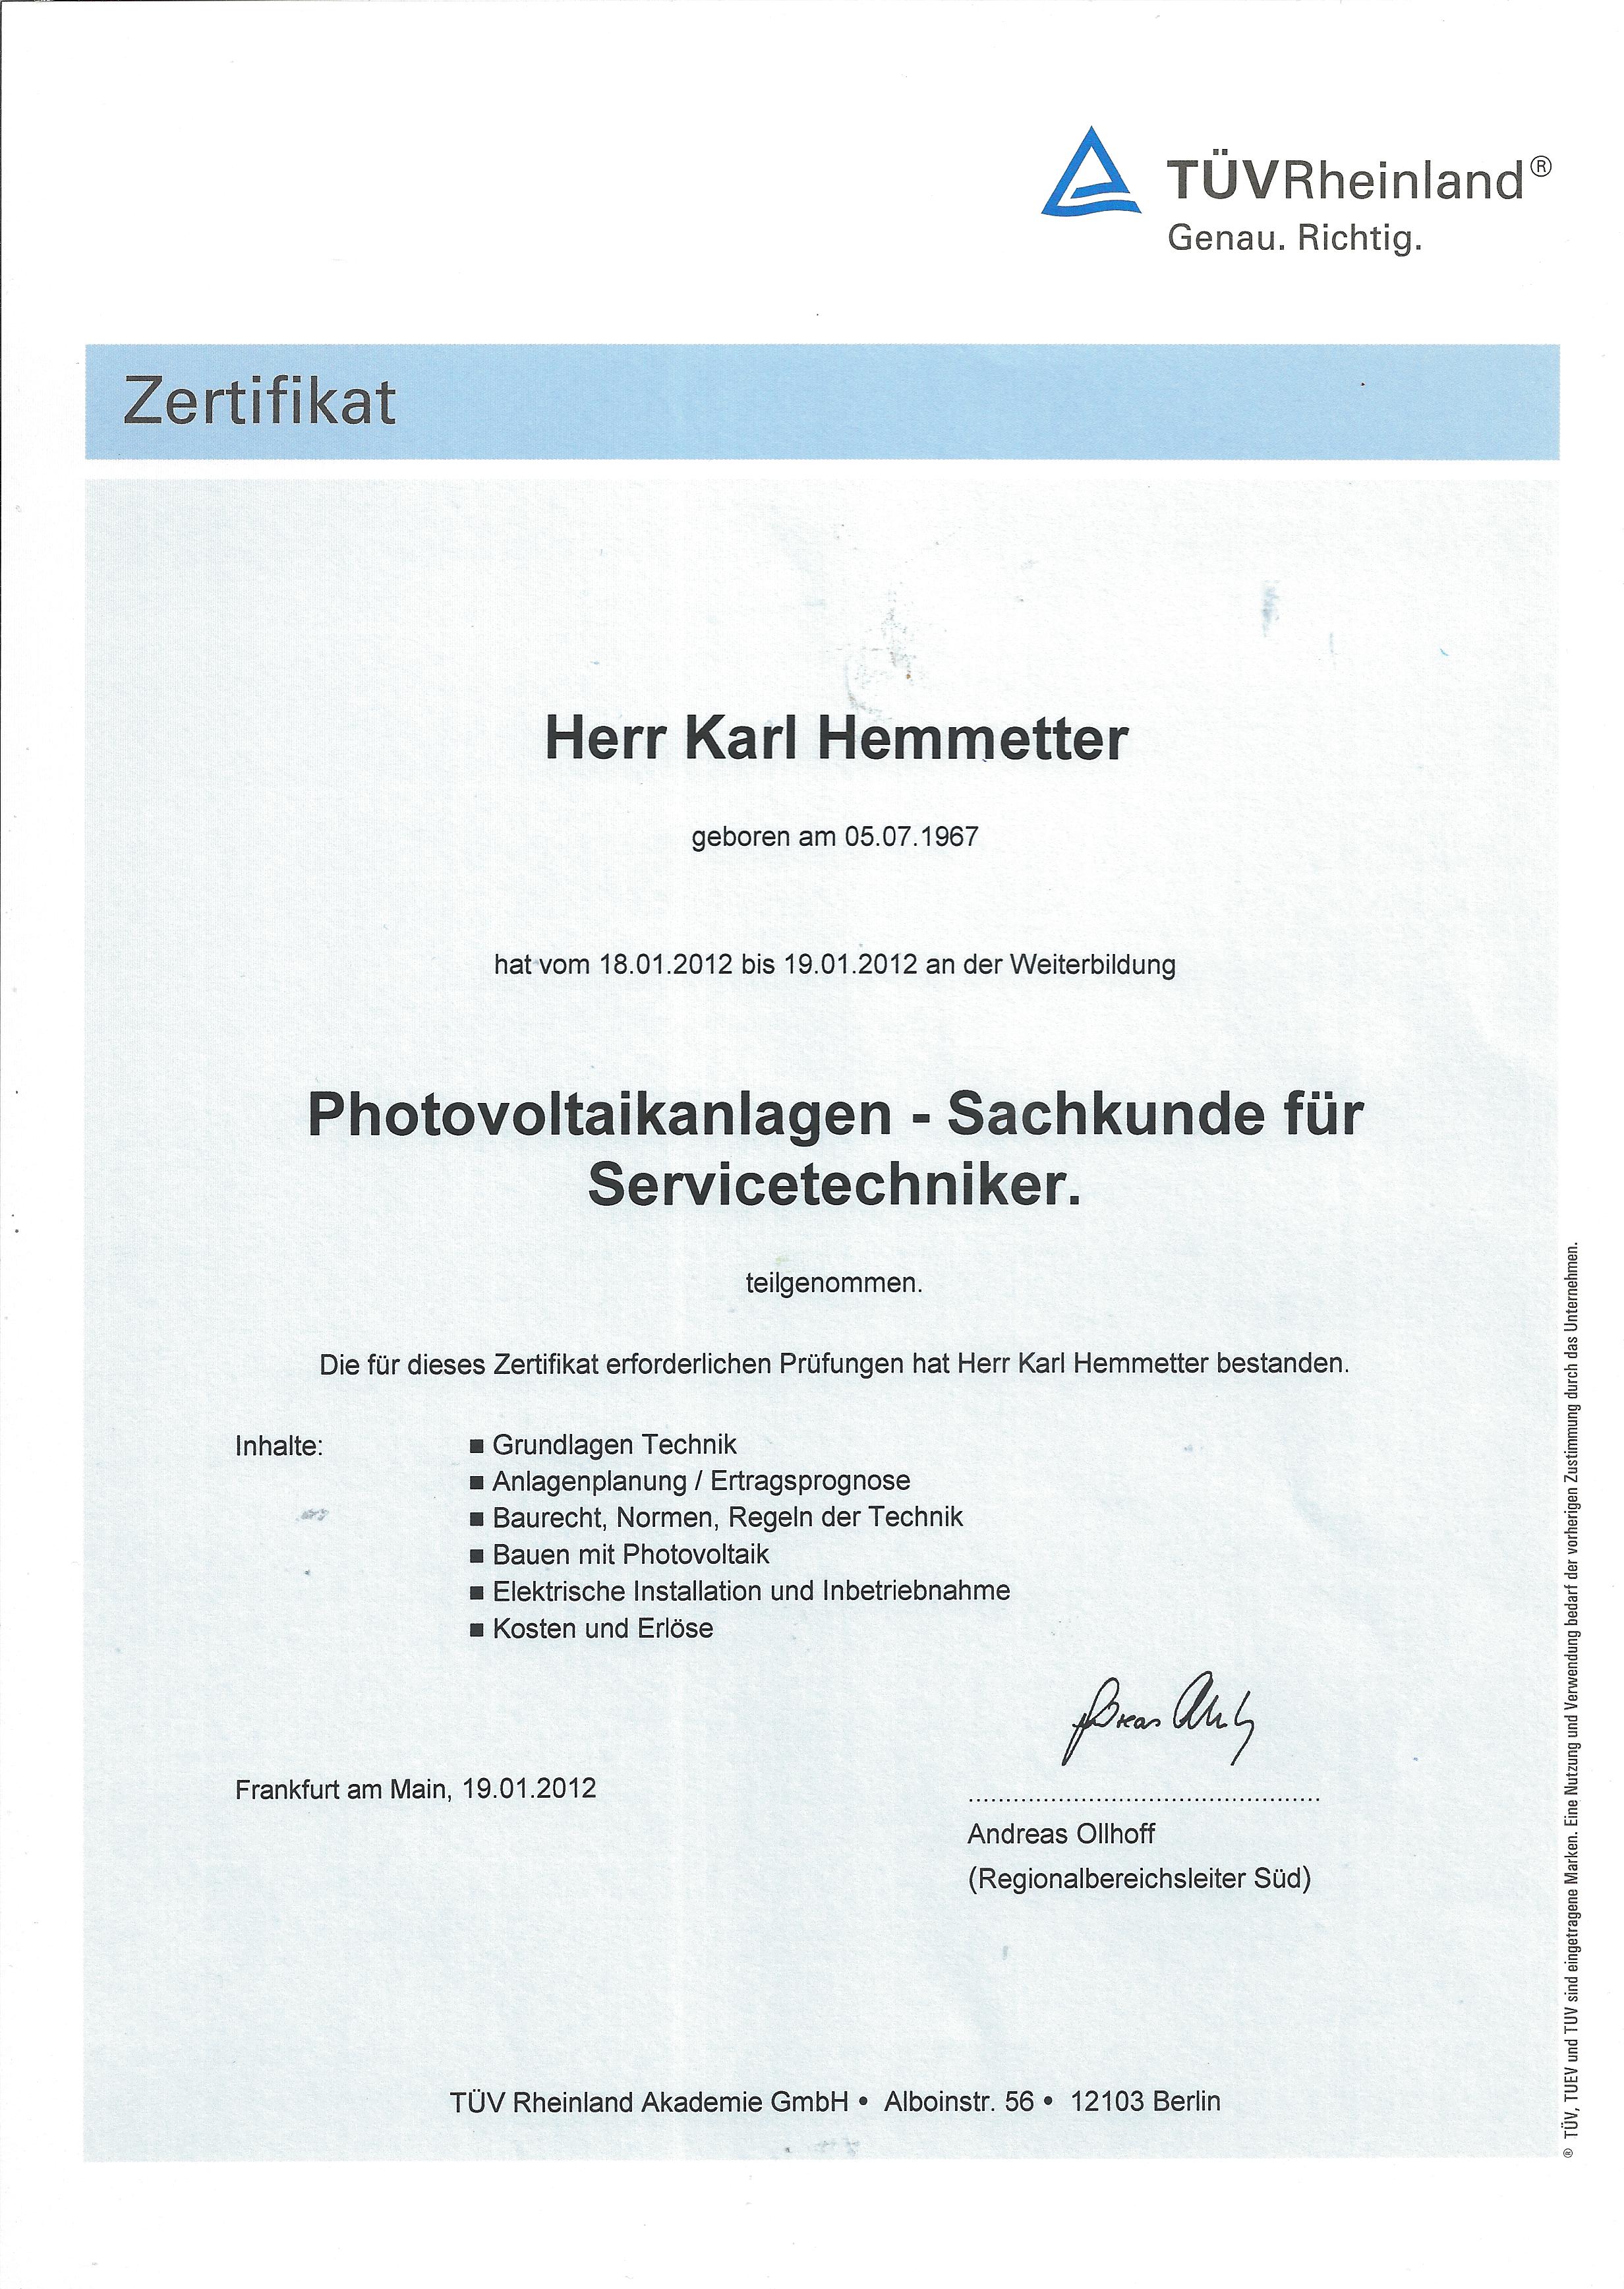 TÜVRheinland®
Genau. Richtig.
Zertifikat
Herr Karl Hemmetter
geboren am 05.07.1967
hat vom 18.01.2012 bis 19.01.2012 an der Weiterbildung
Photovoltaikanlagen - Sachkunde für
Servicetechniker.
teilgenommen.
Die für dieses Zertifikat erforderlichen Prüfungen hat Herr Karl Hemmetter bestanden.
Inhalte:
■ Grundlagen Technik
■ Anlagenplanung / Ertragsprognose
■ Baurecht, Normen, Regeln der Technik
■ Bauen mit Photovoltaik
■ Elektrische Installation und Inbetriebnahme
■ Kosten und Erlöse
Frankfurt am Main, 19.01.2012
Andreas Ollhoff
(Regionalbereichsleiter Süd)
TÜV Rheinland Akademie GmbH • Alboinstr. 56 • 12103 Berlin
® TÜV, TUEV und TUV sind eingetragene Marken. Eine Nutzung und Verwendung bedarf der vorherigen Zustimmung durch das Unternehmen.